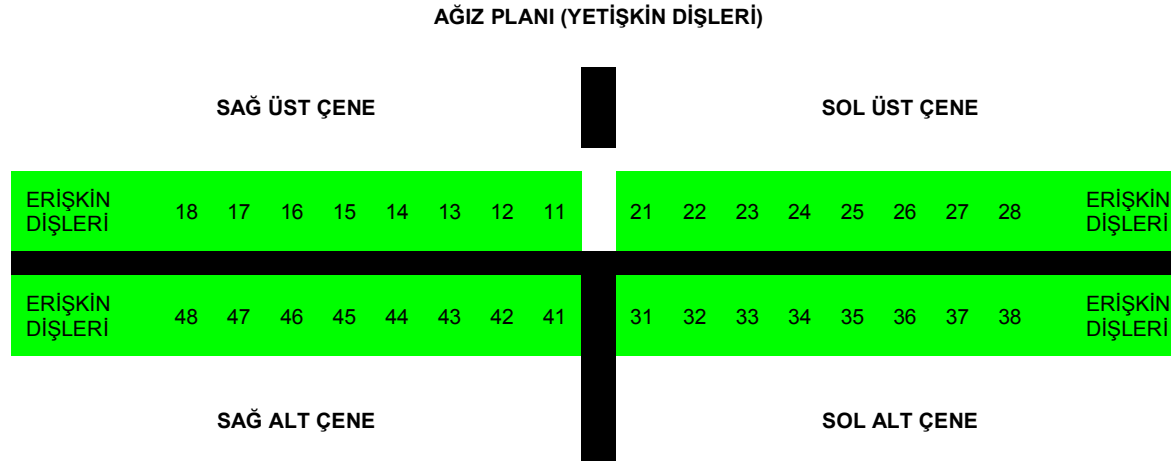 AĞIZ PLANI (YETİŞKİN DİŞLERİ)
SAĞ ÜST ÇENE
SOL ÜST ÇENE
ERİŞKİN
DİŞLERİ
18 17 16 15 14 13 12 11
21 22 23 24 25 26 27 28
ERİŞKİN
DİŞLERİ
ERİŞKİN
DİŞLERİ
48 47 46 45 44 43 42 41
31 32 33 34 35 36 37 38
ERİŞKİN
DİŞLERİ
SAĞ ALT ÇENE
SOL ALT ÇENE